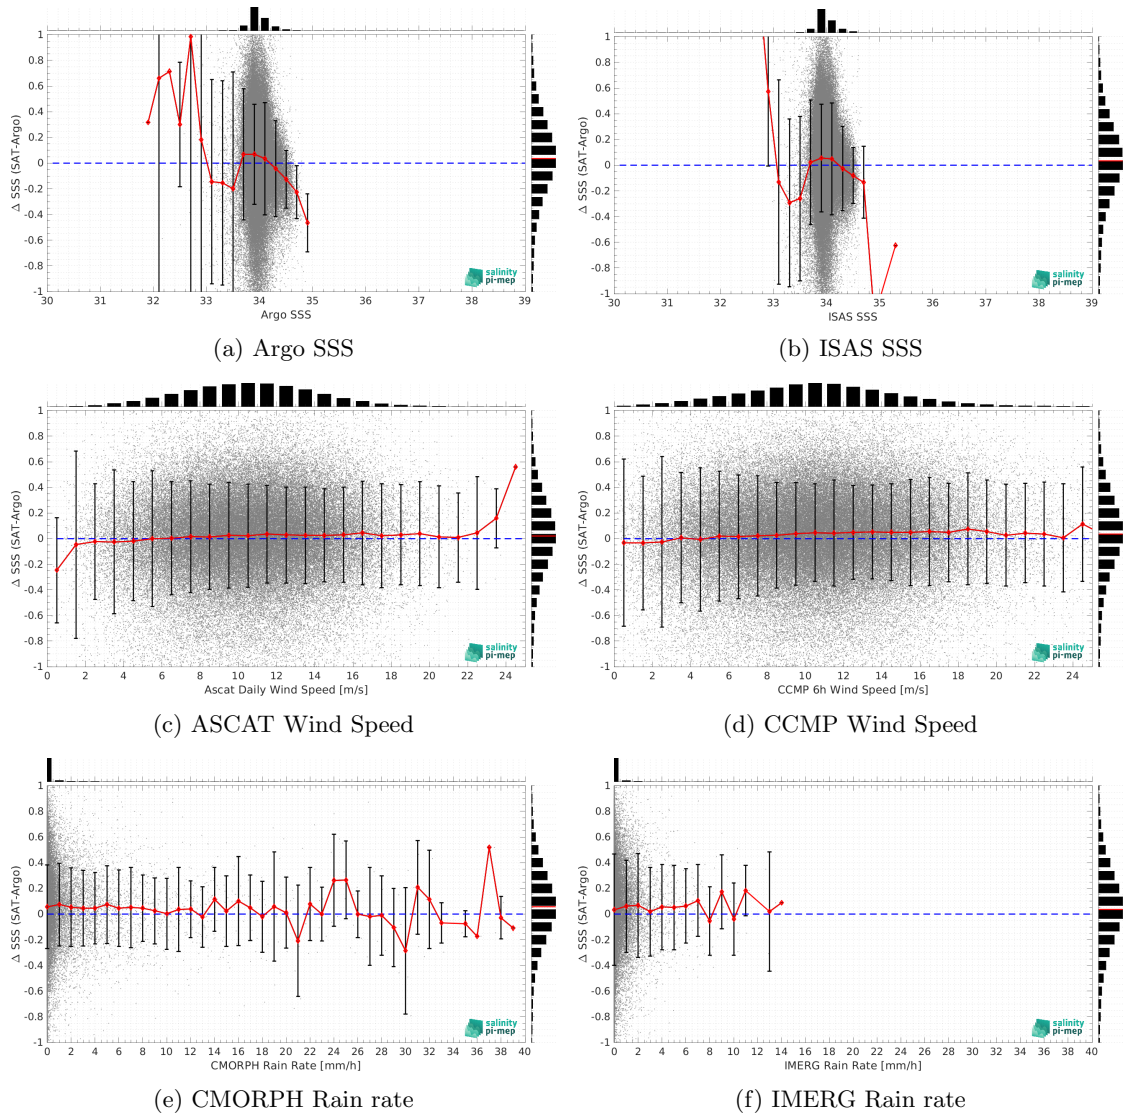 1
0.8
0.6
0.4
0.2
0
-0.2
-0.4
-0.6
-0.8
-1
Δ SSS (SAT-Argo)
30 31 32 33 34 35 36 37 38 39
Argo SSS
salinity
pi-mep
(a) Argo SSS
1
0.8
0.6
0.4
0.2
0
-0.2
-0.4
-0.6
-0.8
-1
Δ SSS (SAT-Argo)
30 31 32 33 34 35 36 37 38 39
ISAS SSS
salinity
pi-mep
(b) ISAS SSS
1
0.8
0.6
0.4
0.2
0
-0.2
-0.4
-0.6
-0.8
-1
Δ SSS (SAT-Argo)
0 2 4 6 8 10 12 14 16 18 20 22 24
Ascat Daily Wind Speed [m/s]
salinity
pi-mep
(c) ASCAT Wind Speed
1
0.8
0.6
0.4
0.2
0
-0.2
-0.4
-0.6
-0.8
-1
Δ SSS (SAT-Argo)
0 2 4 6 8 10 12 14 16 18 20 22 24
CCMP 6h Wind Speed [m/s]
salinity
pi-mep
(d) CCMP Wind Speed
1
0.8
0.6
0.4
0.2
0
-0.2
-0.4
-0.6
-0.8
-1
Δ SSS (SAT-Argo)
0 2 4 6 8 10 12 14 16 18 20 22 24 26 28 30 32 34 36 38 40
CMORPH Rain Rate [mm/h]
salinity
pi-mep
(e) CMORPH Rain rate
1
0.8
0.6
0.4
0.2
0
-0.2
-0.4
-0.6
-0.8
-1
Δ SSS (SAT-Argo)
0 2 4 6 8 10 11 12 14 16 18 20 22 24 26 28 30 32 34 36 38 40
IMERG Rain Rate [mm/h]
salinity
pi-mep
(f) IMERG Rain rate